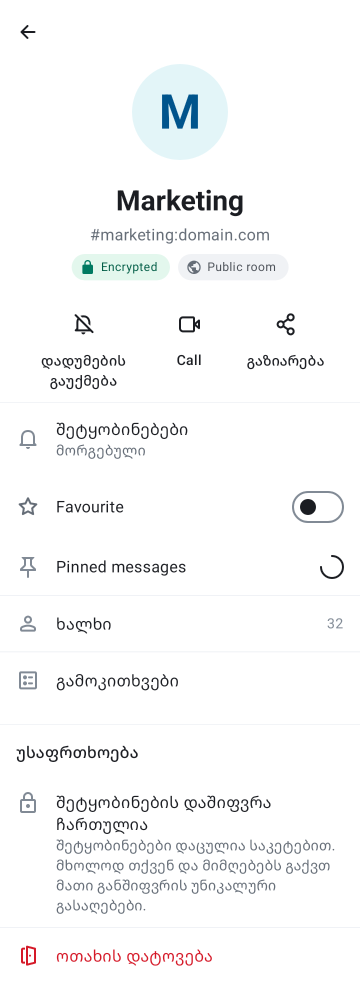 M
Marketing
#marketing:domain.com
Encrypted
Public room
დადუმების
გაუქმება
Call
გაზიარება
შეტყობინებები
მორგებული
Favourite
Pinned messages
ხალხი
32
გამოკითხვები
უსაფრთხოება
შეტყობინების დაშიფვრა
ჩართულია
შეტყობინებები დაცულია საკეტებით.
მხოლოდ თქვენ და მიმღებებს გაქვთ
მათი განშიფვრის უნიკალური
გასაღებები.
ოთახის დატოვება